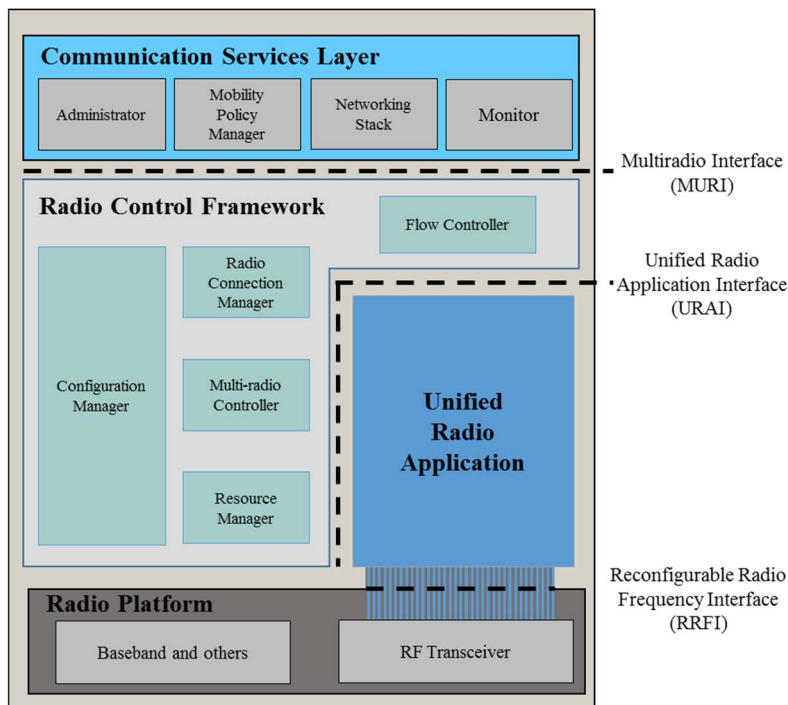 Communication Services Layer
Administrator
Mobility
Policy
Manager
Networking
Stack
Monitor
Multiradio Interface
(MURI)
Radio Control Framework
Flow Controller
Radio
Connection
Manager
Unified Radio
Application Interface
(URAI)
Configuration
Manager
Multi-radio
Controller
Unified
Radio
Application
Resource
Manager
Reconfigurable Radio
Frequency Interface
(RRFI)
Radio Platform
Baseband and others
RF Transceiver